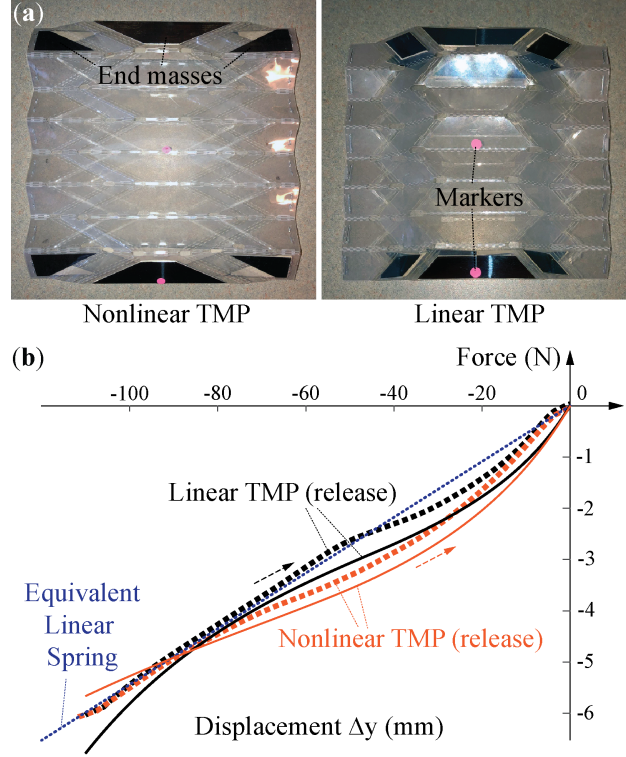 (a)
End masses
Markers
Nonlinear TMP
Linear TMP
(b)
Force (N)
-100
-80
-60
-40
-20
0
-1
-2
-3
-4
-5
-6
Linear TMP (release)
Equivalent
Linear
Spring
Nonlinear TMP (release)
Displacement Δy (mm)